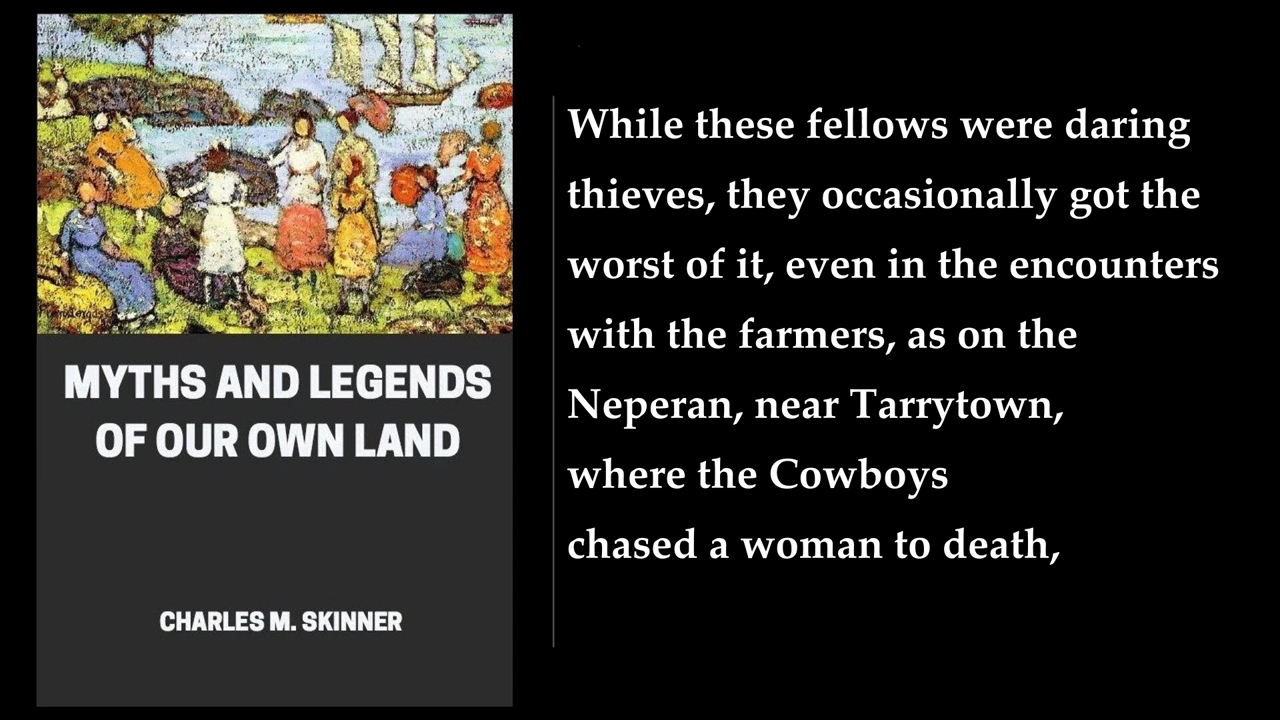 MYTHS AND LEGENDS
OF OUR OWN LAND
CHARLES M. SKINNER
While these fellows were daring
thieves, they occasionally got the
worst of it, even in the encounters
with the farmers, as on the
Neperan, near Tarrytown,
where the Cowboys
chased a woman to death,